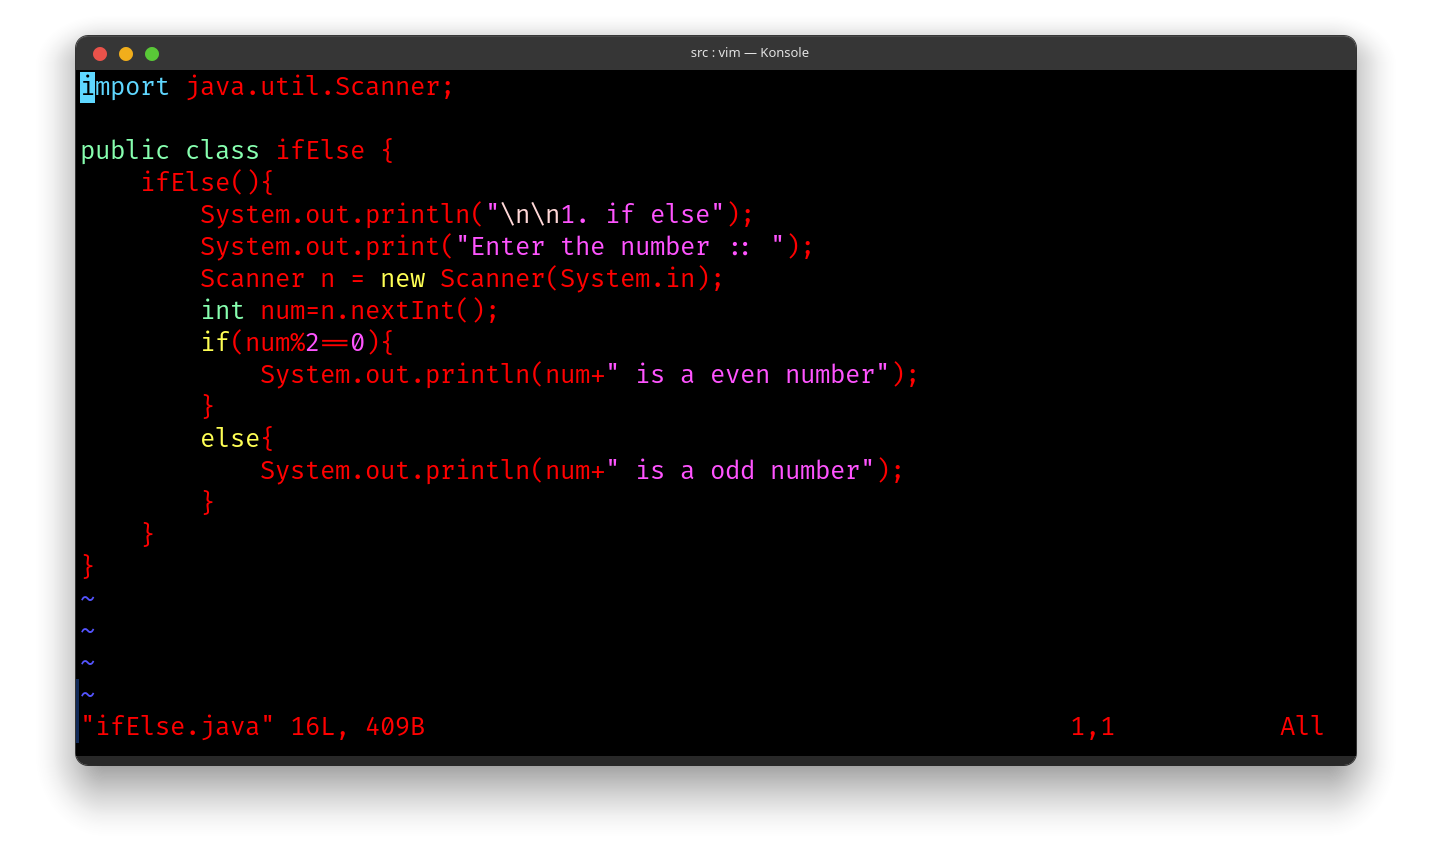 src : vim — Konsole
import java.util.Scanner;

public class ifElse {
    ifElse(){
        System.out.println("\n\n1. if else");
        System.out.print("Enter the number :: ");
        Scanner n = new Scanner(System.in);
        int num=n.nextInt();
        if(num%2==0){
            System.out.println(num+" is a even number");
        }
        else{
            System.out.println(num+" is a odd number");
        }
    }
}
~
~
~
~
"ifElse.java" 16L, 409B 1,1 All